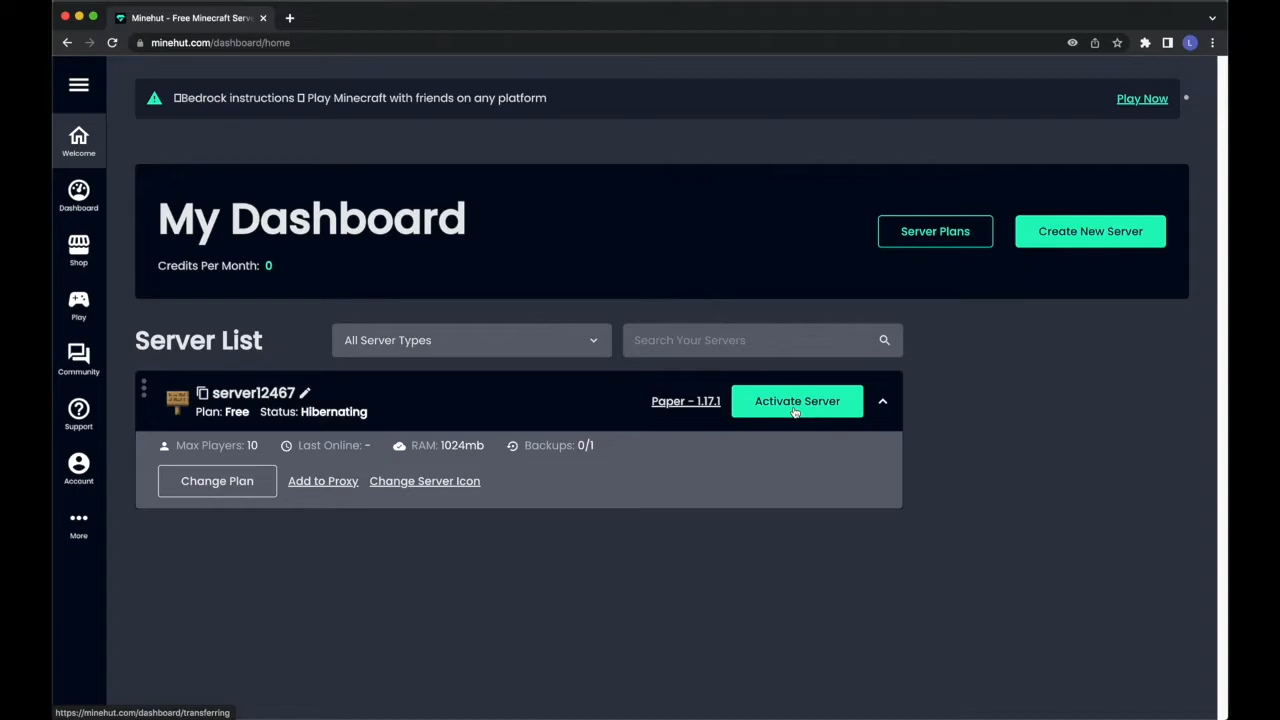 Minehut - Free Minecraft Serv
minehut.com/dashboard/home
Bedrock instructions Play Minecraft with friends on any platform
Play Now
Welcome
Dashboard
Shop
Play
Community
Support
Account
More
My Dashboard
Credits Per Month: 0
Server Plans
Create New Server
Server List
All Server Types
Search Your Servers
server12467
Plan: Free Status: Hibernating
Paper - 1.17.1
Activate Server
Max Players: 10 Last Online: - RAM: 1024mb Backups: 0/1
Change Plan
Add to Proxy
Change Server Icon
L
https://minehut.com/dashboard/transferring